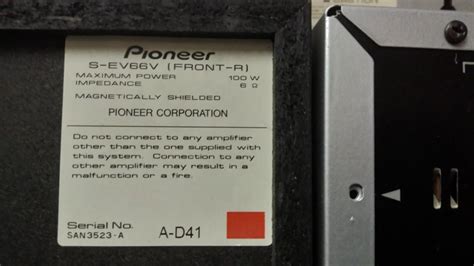 Pioneer
S-EV66V (FRONT-R)
MAXIMUM POWER 100 W
IMPEDANCE 6 Ω
MAGNETICALLY SHIELDED
PIONEER CORPORATION
Do not connect to any amplifier
other than the one supplied with
this system. Connection to any
other amplifier may result in a
malfunction or a fire.
Serial No.
SAN3523-A
A-D41
L